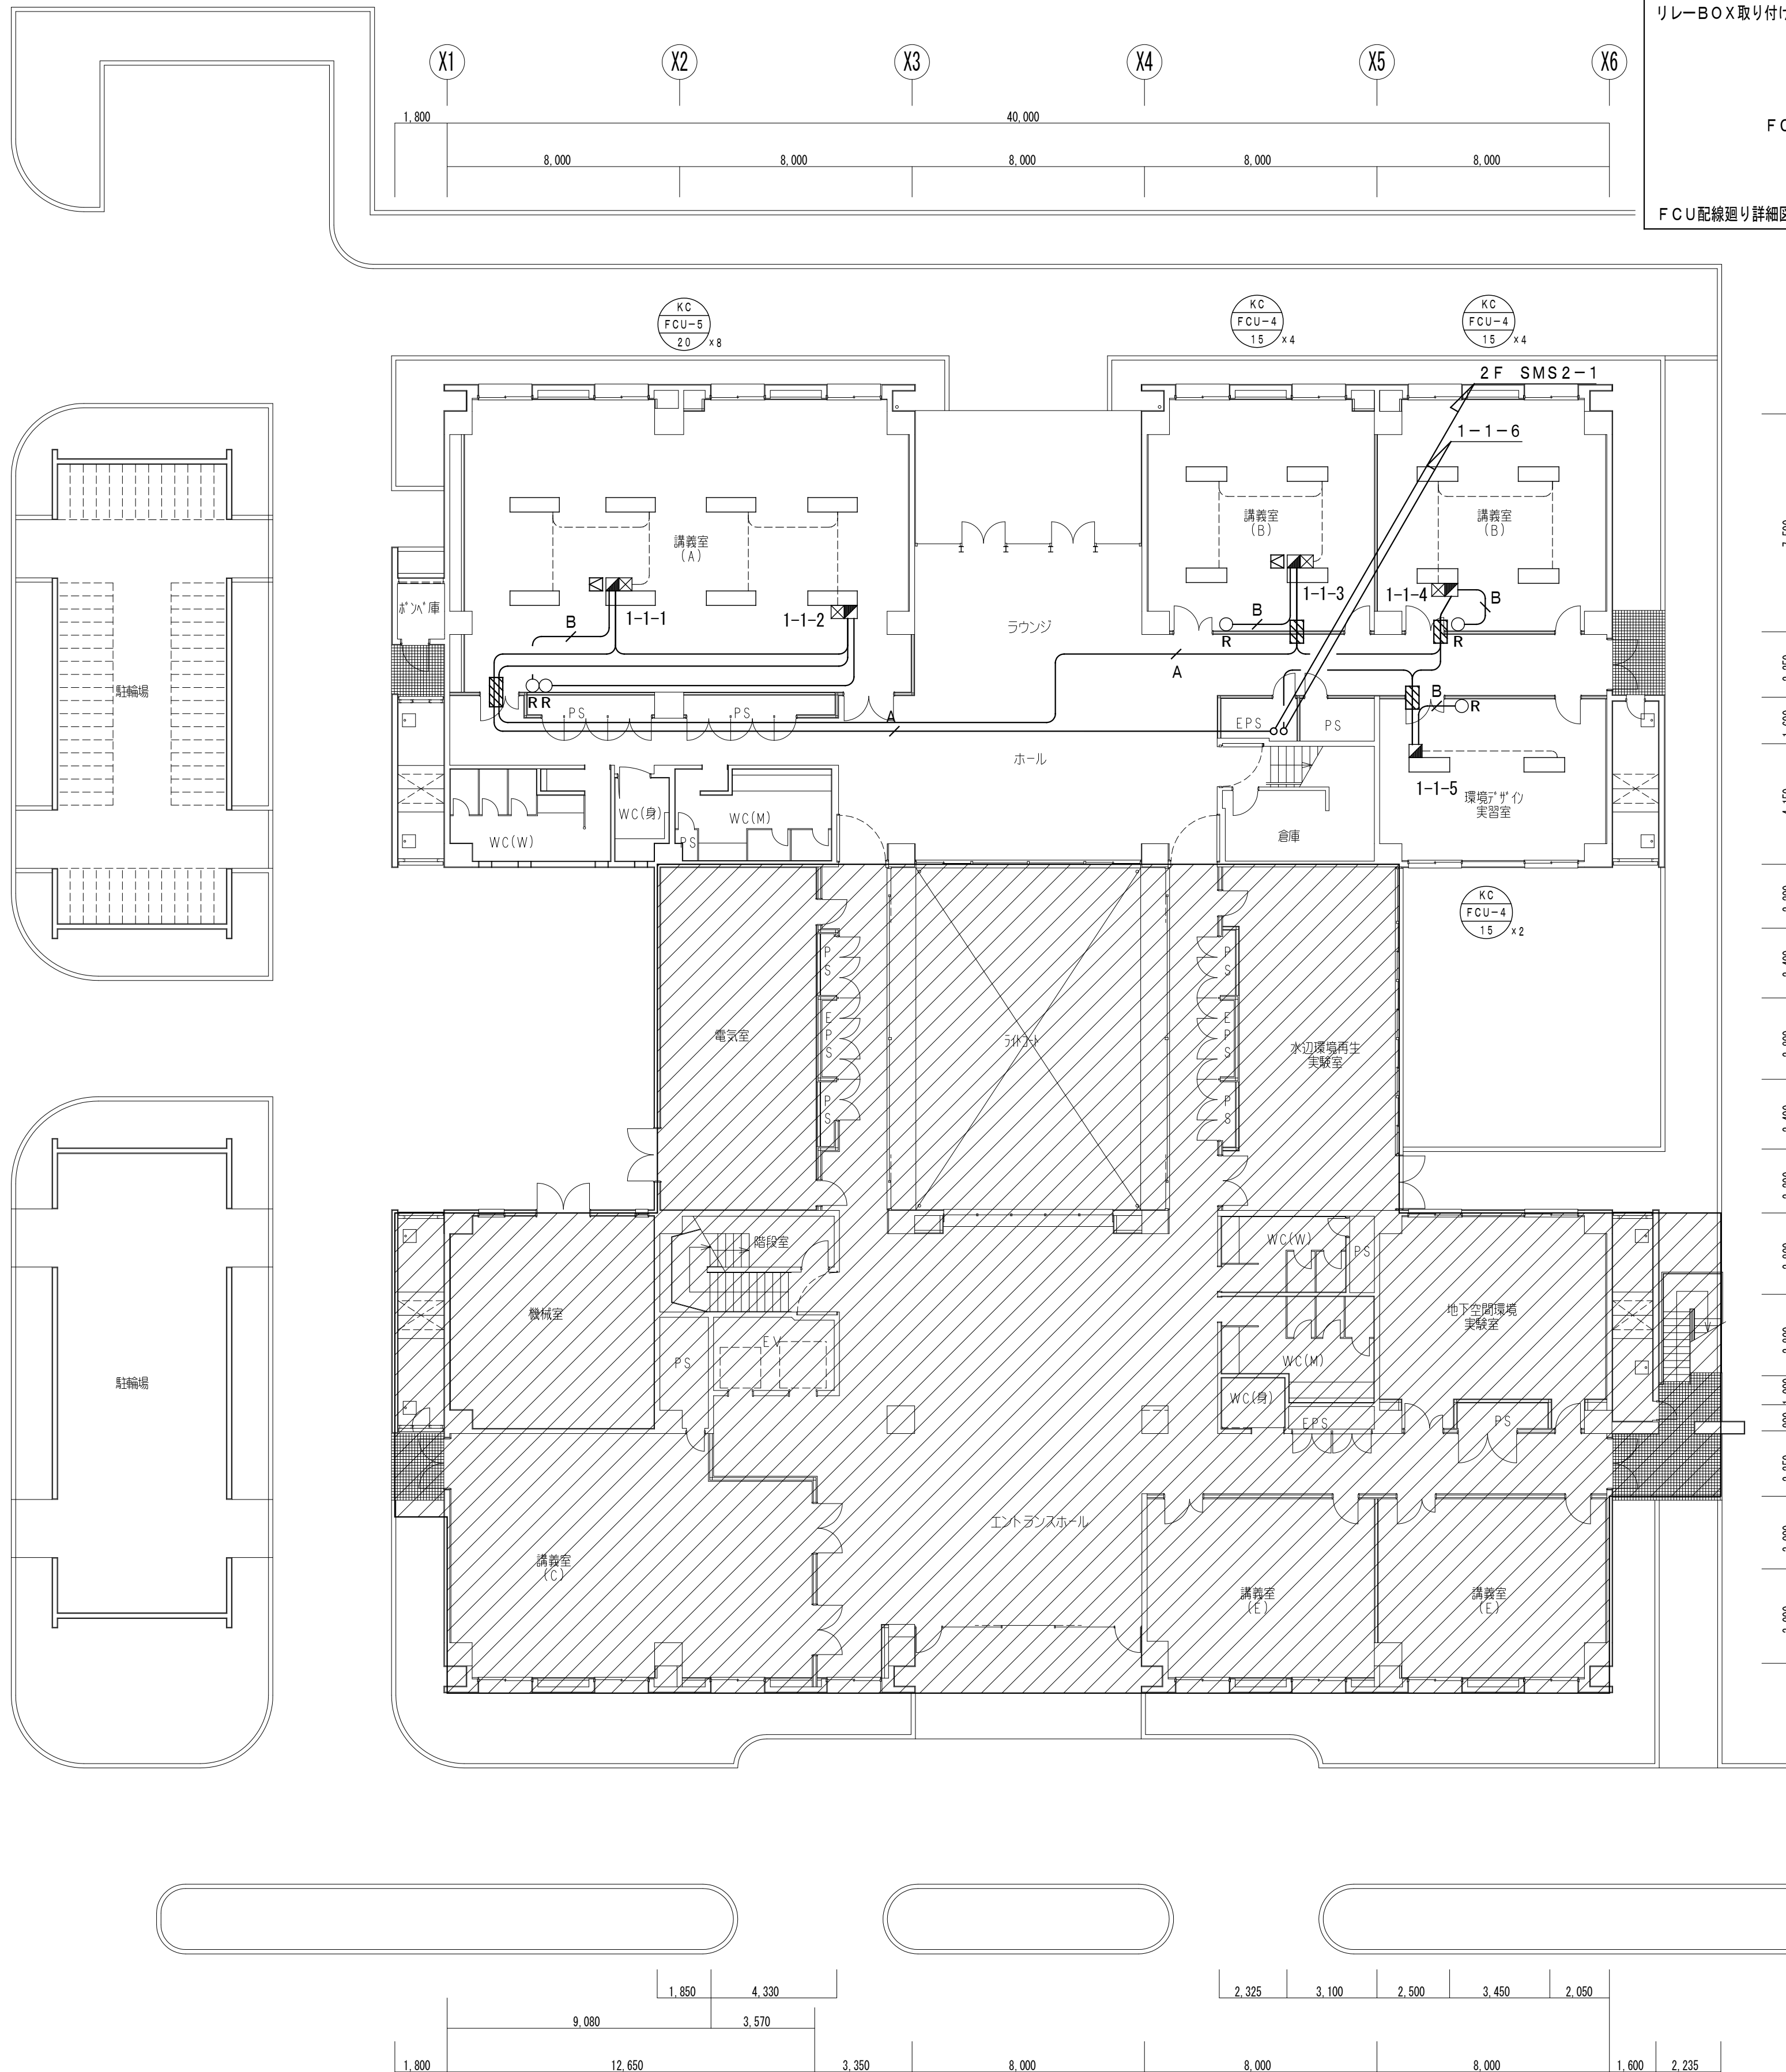 リレーBOX取り付け
X1
X2
X3
X4
X5
X6
1,800
40,000
8,000
8,000
8,000
8,000
8,000
FCU配線廻り詳細図
KC
FCU-5
20
x8
KC
FCU-4
15
x4
KC
FCU-4
15
x4
2F SMS2-1
1-1-6
講義室
(A)
講義室
(B)
講義室
(B)
ボンベ庫
1-1-1
1-1-2
1-1-3
1-1-4
B
B
B
ラウンジ
R
R
A
A
駐輪場
RR
PS
PS
B
R
EPS
PS
ホール
1-1-5
環境デザイン
実習室
WC(W)
WC(身)
PS
WC(M)
倉庫
KC
FCU-4
15
x2
PS
EPS
PS
PS
EPS
PS
電気室
ライトコート
水辺環境再生
実験室
階段室
WC(W)
PS
機械室
EV
PS
地下空間環境
実験室
WC(M)
WC(身)
EPS
PS
駐輪場
エントランスホール
講義室
(C)
講義室
(E)
講義室
(E)
1,850
4,330
2,325
3,100
2,500
3,450
2,050
9,080
3,570
1,800
12,650
3,350
8,000
8,000
8,000
1,600
2,235